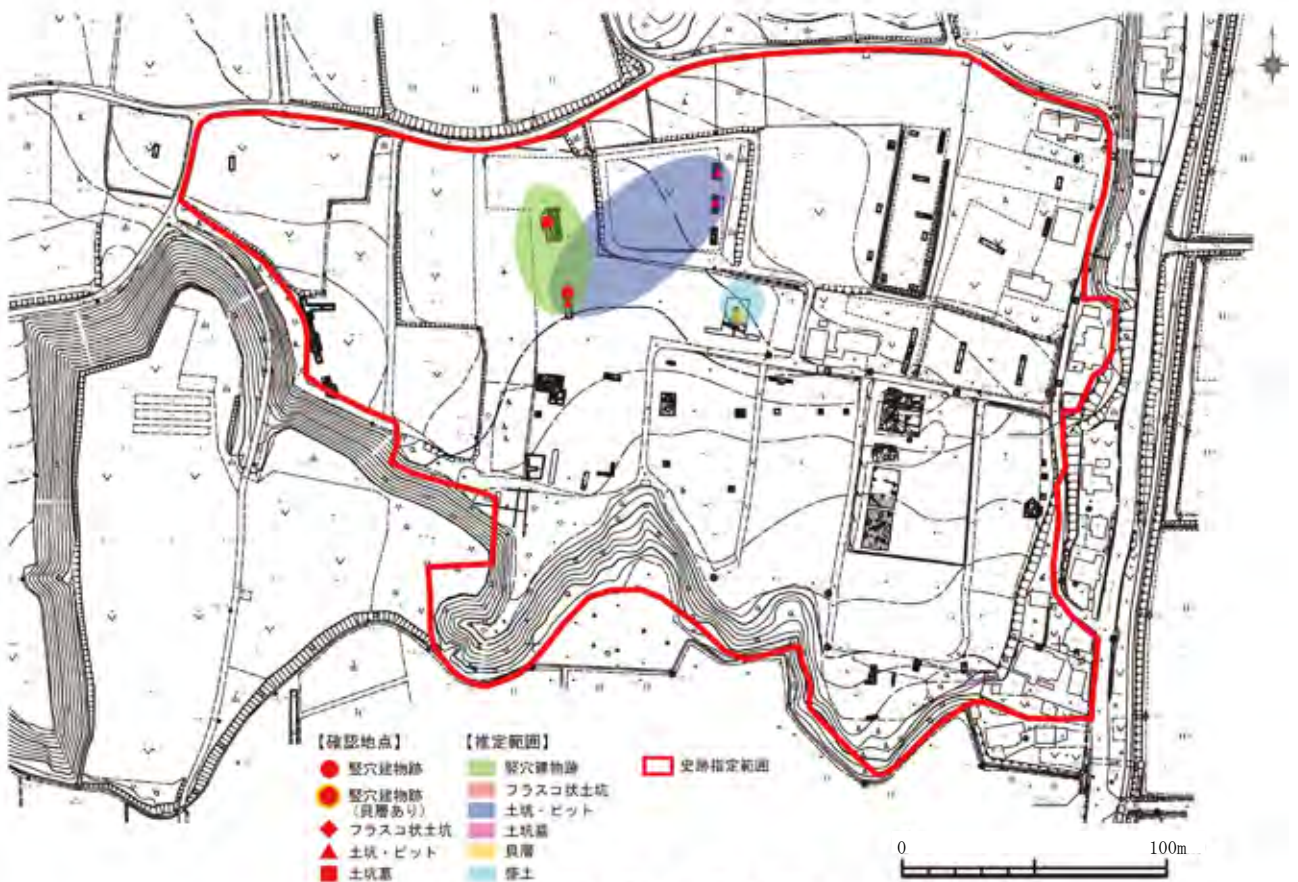 【確認地点】
竪穴建物跡
竪穴建物跡
(貝層あり)
フラスコ状土坑
土坑・ピット
土坑墓
【推定範囲】
竪穴建物跡
フラスコ状土坑
土坑・ピット
土坑墓
貝層
盛土
史跡指定範囲
0
100m